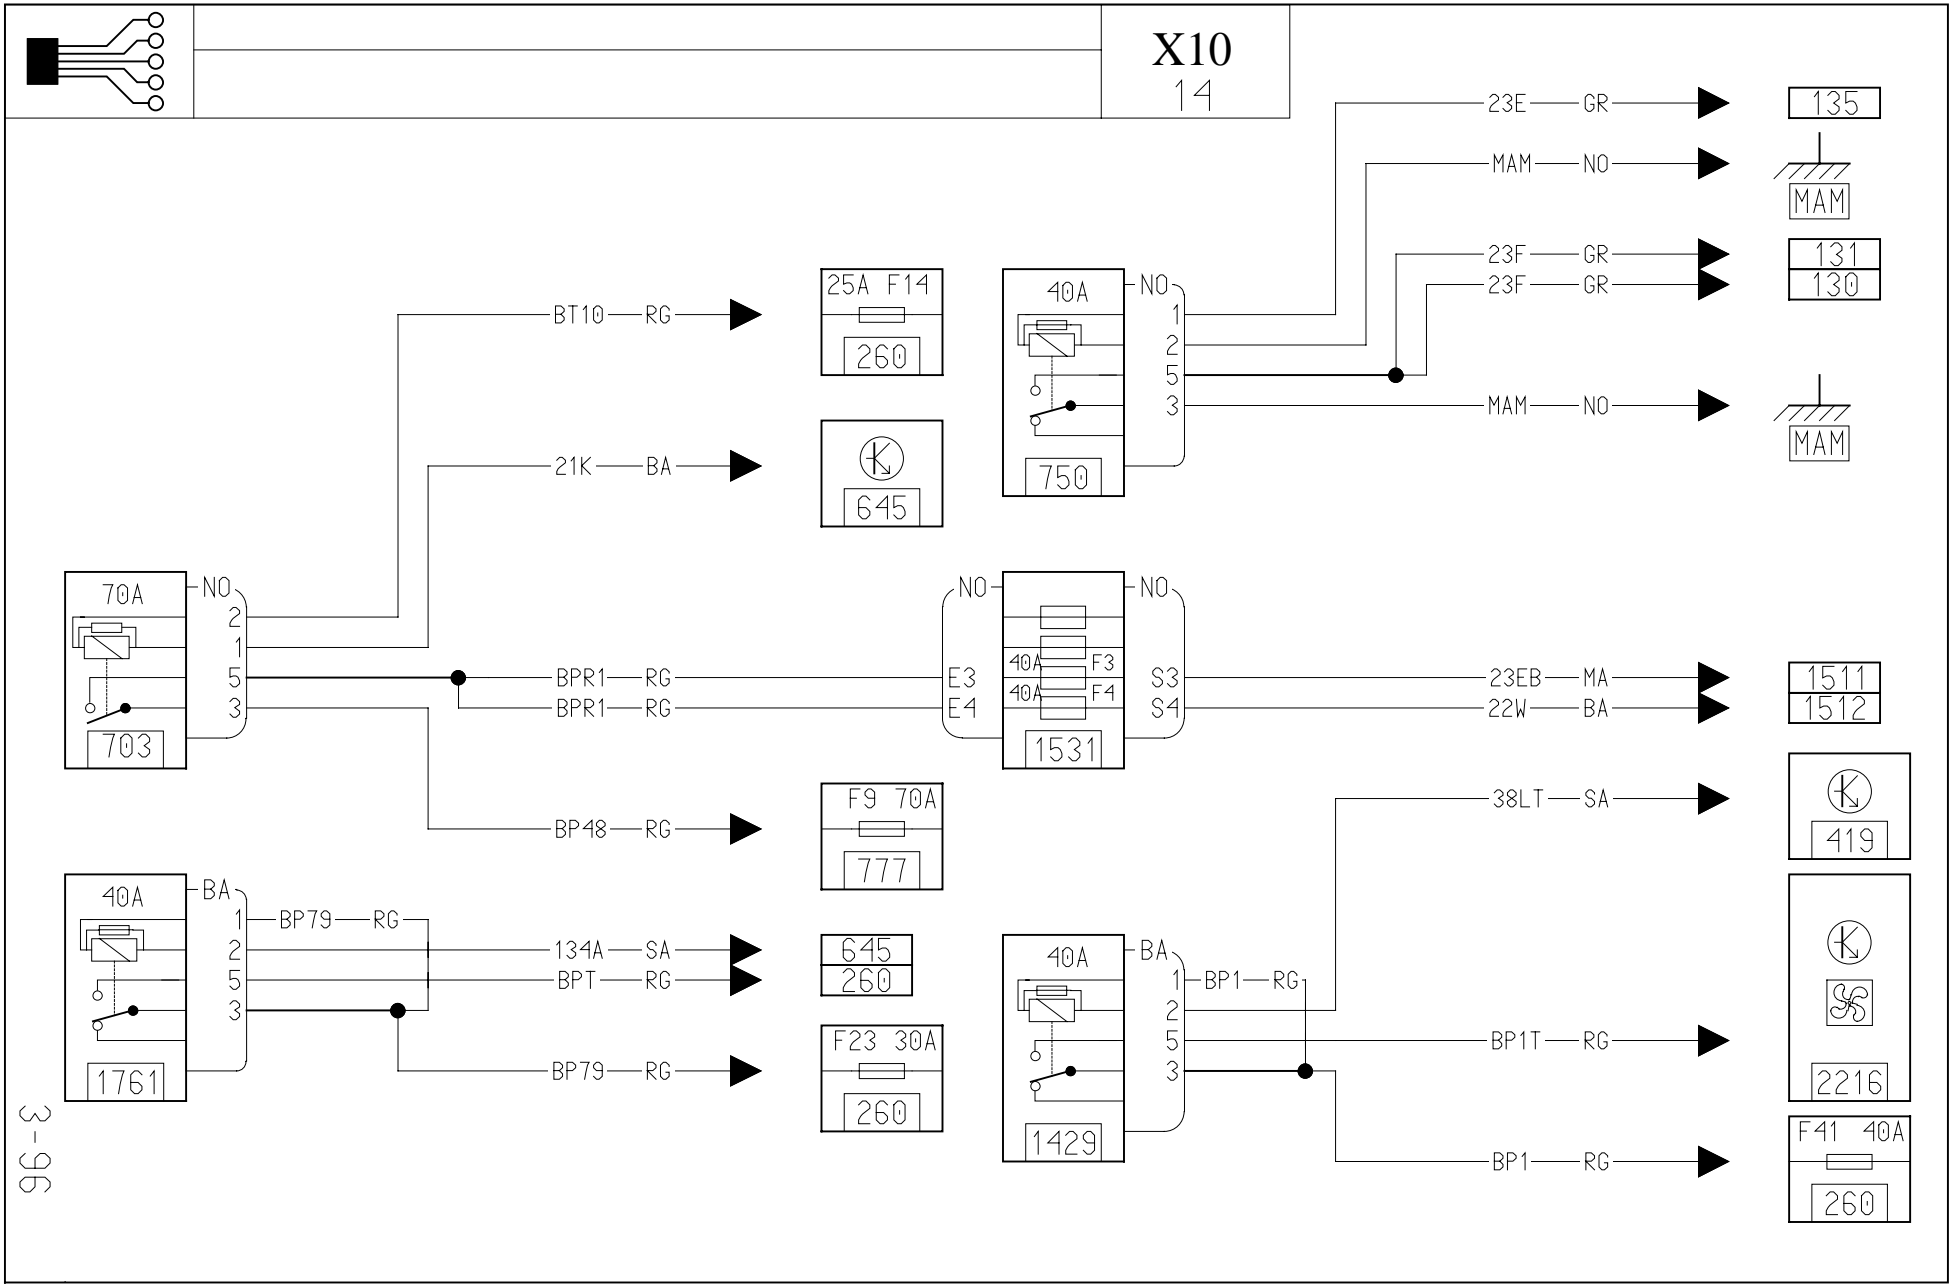 X10
14
23E GR
135
MAM NO
MAM
23F GR
131
23F GR
130
25A F14
260
BT10 RG
40A
NO
1
2
5
3
750
MAM NO
MAM
21K BA
645
70A
NO
2
1
5
3
703
BPR1 RG
BPR1 RG
NO
E3
E4
40A F3
40A F4
1531
NO
S3
S4
23EB MA
1511
22W BA
1512
BP48 RG
F9 70A
777
38LT SA
419
40A
BA
1
2
5
3
1761
BP79 RG
134A SA
645
BPT RG
260
BP79 RG
F23 30A
260
40A
BA
1
2
5
3
1429
BP1 RG
BP1T RG
2216
BP1 RG
F41 40A
260
3-96